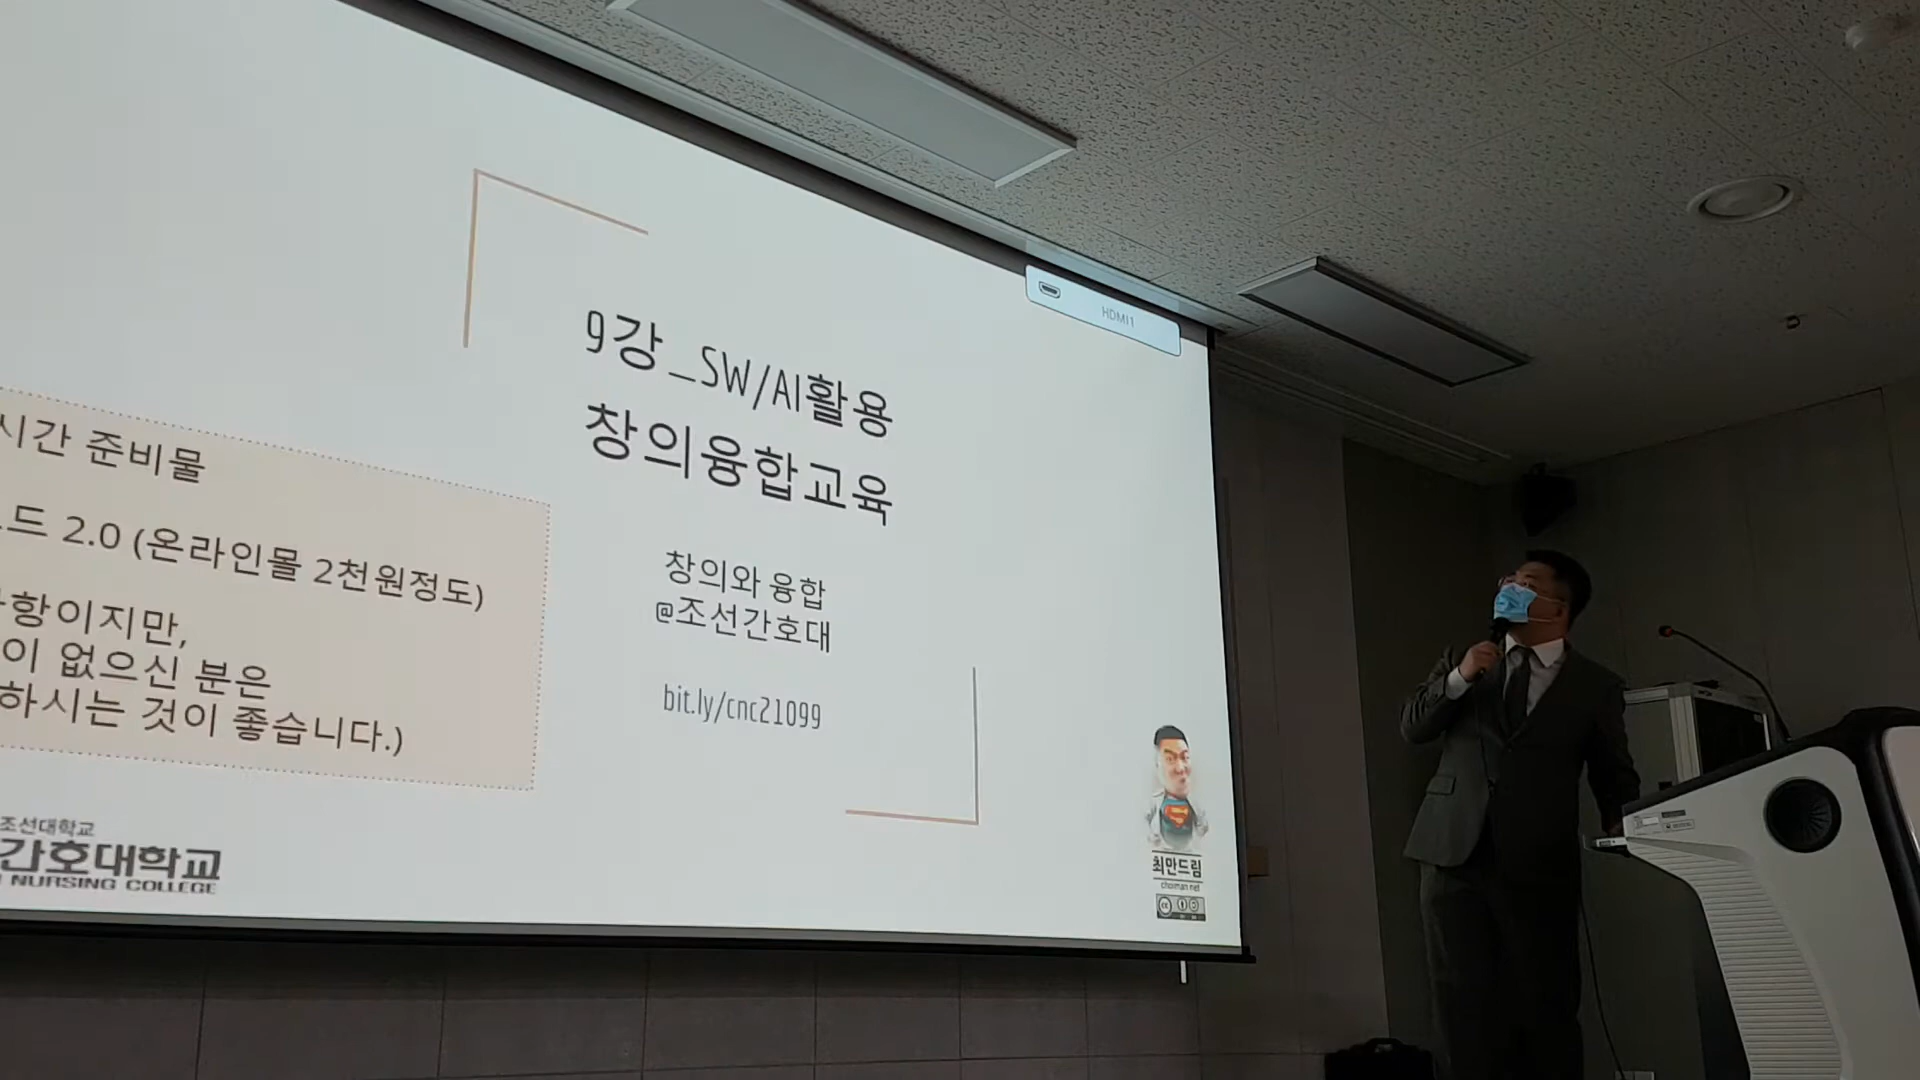 HDMI1
9강_SW/AI활용
창의융합교육
창의와 융합
@조선간호대
bit.ly/cnc21099
시간 준비물
드 2.0 (온라인몰 2천원정도)
항이지만,
이 없으신 분은
하시는 것이 좋습니다.)
조선대학교
간호대학교
NURSING COLLEGE
최만드림
choiman.net
cc